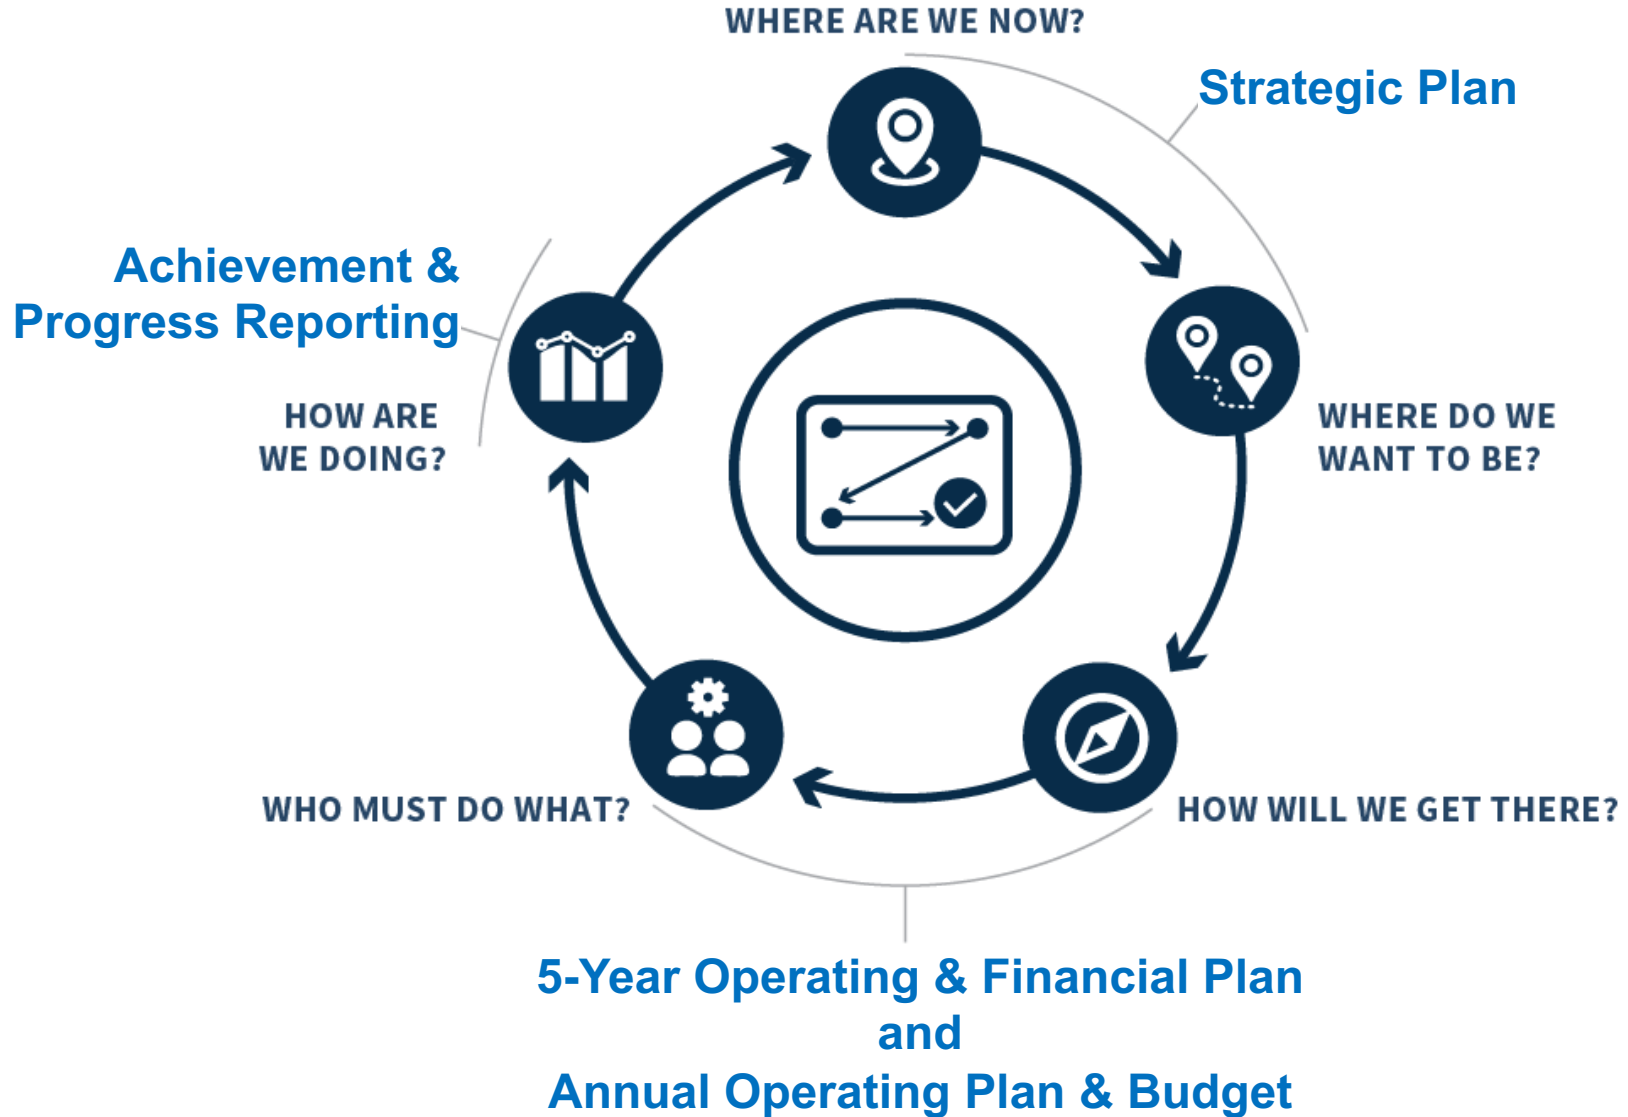 WHERE ARE WE NOW?
Strategic Plan
Achievement &
Progress Reporting
HOW ARE
WE DOING?
WHERE DO WE
WANT TO BE?
WHO MUST DO WHAT?
HOW WILL WE GET THERE?
5-Year Operating & Financial Plan
and
Annual Operating Plan & Budget